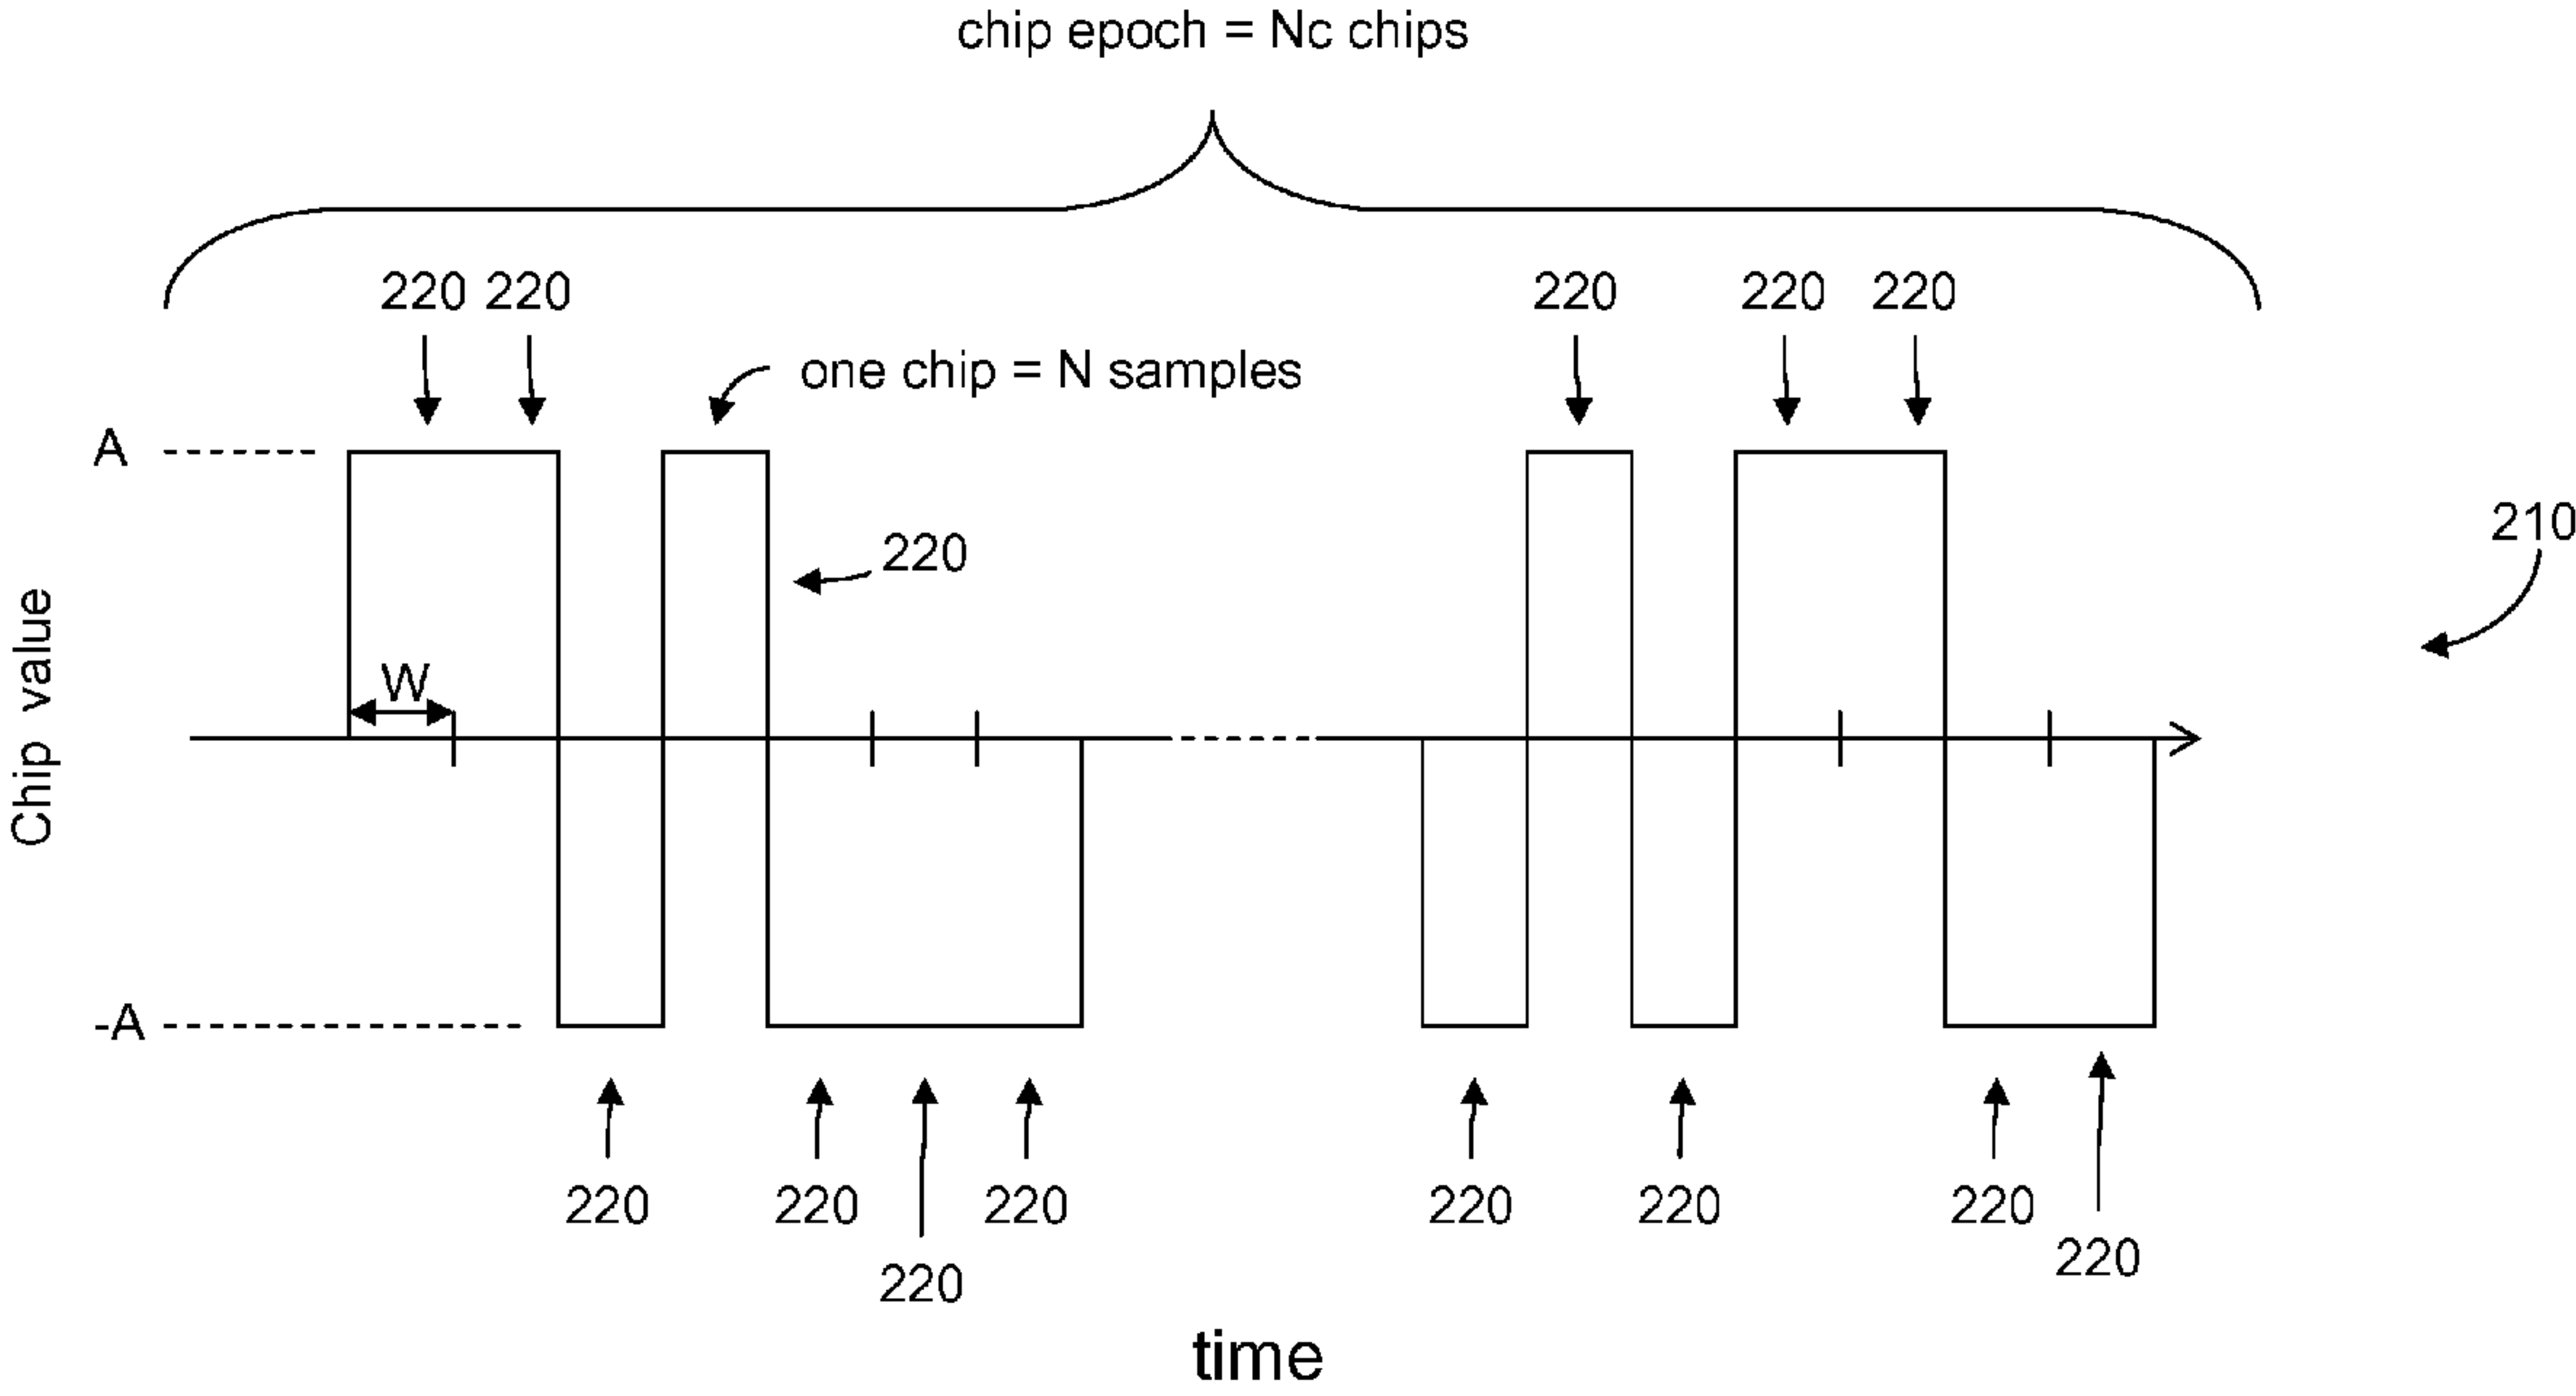 chip epoch = Nc chips
220 220 220 220 220
one chip = N samples
A
220
210
W
Chip value
-A
220 220 220 220 220 220
220
220
time